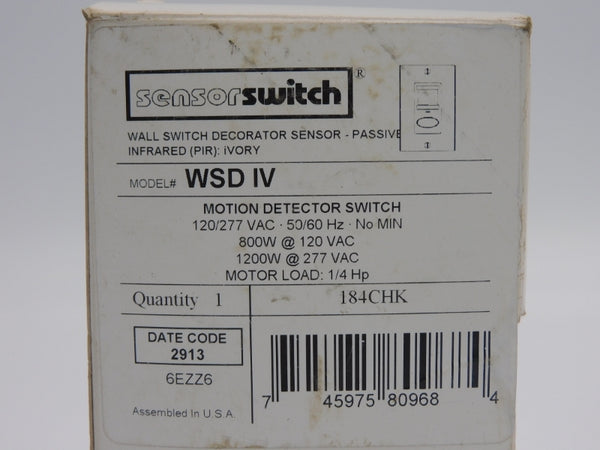 sensorswitch®
WALL SWITCH DECORATOR SENSOR - PASSIVE
INFRARED (PIR): iVORY
MODEL# WSD IV
MOTION DETECTOR SWITCH
120/277 VAC · 50/60 Hz · No MIN
800W @ 120 VAC
1200W @ 277 VAC
MOTOR LOAD: 1/4 Hp
Quantity 1
184CHK
DATE CODE
2913
6EZZ6
Assembled In U.S.A.
7 45975 80968 4